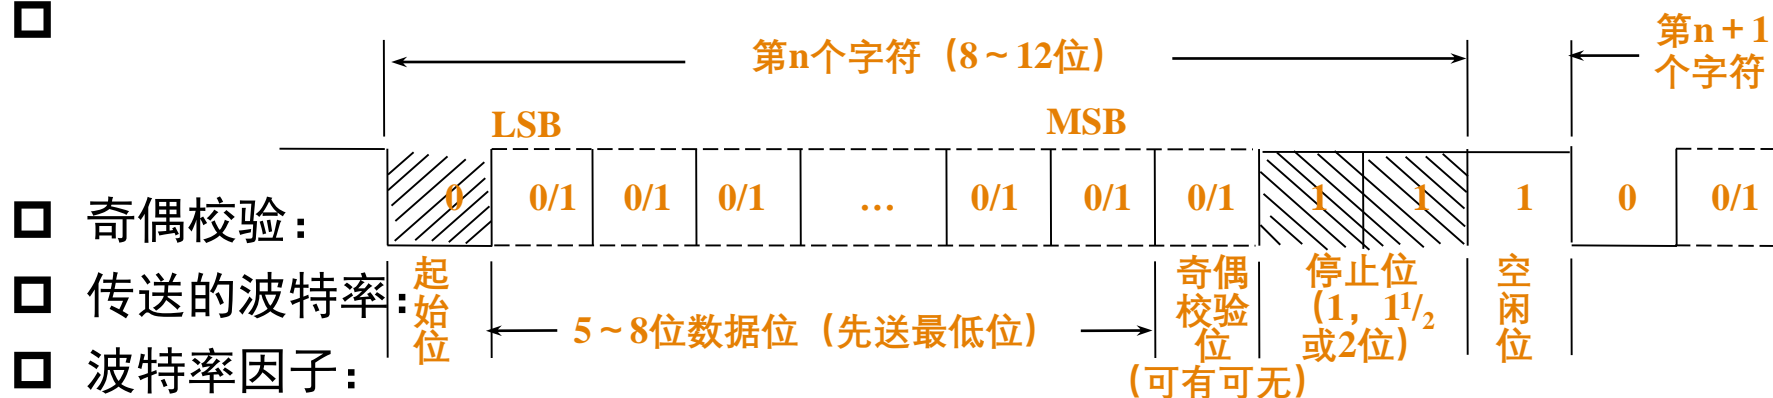 第n个字符（8～12位）
第n＋1
个字符
LSB
MSB
0 0/1 0/1 0/1 … 0/1 0/1 0/1 1 1 1 0 0/1
奇偶校验：
传送的波特率：
波特率因子：
起始位
5～8位数据位（先送最低位）
奇偶
校验
位
（可有可无）
停止位
（1，1 1/2
或2位）
空闲位